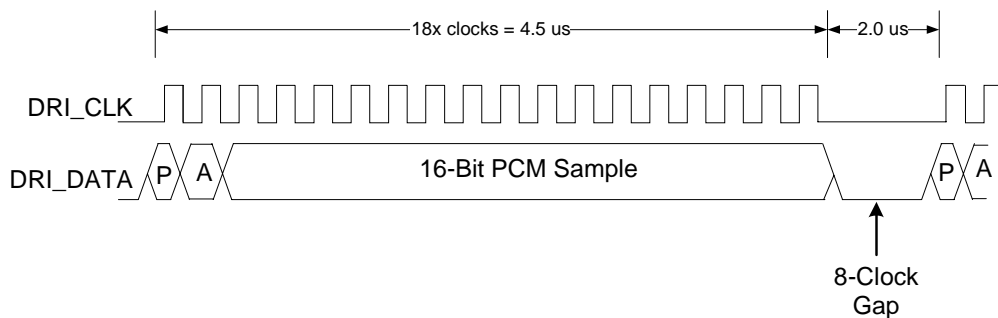 18x clocks = 4.5 us
2.0 us
DRI_CLK
DRI_DATA
P
A
16-Bit PCM Sample
P
A
8-Clock
Gap